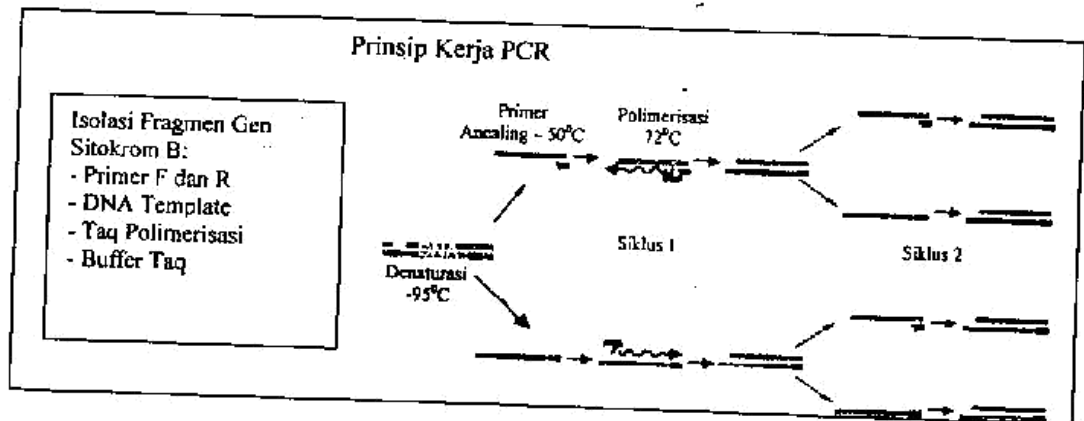 Prinsip Kerja PCR
Isolasi Fragmen Gen
Sitokrom B:
- Primer F dan R
- DNA Template
- Taq Polimerisasi
- Buffer Taq
Primer
Ancaling ~ 50°C
Polimerisasi
72°C
Denaturasi
-95°C
Siklus 1
Siklus 2